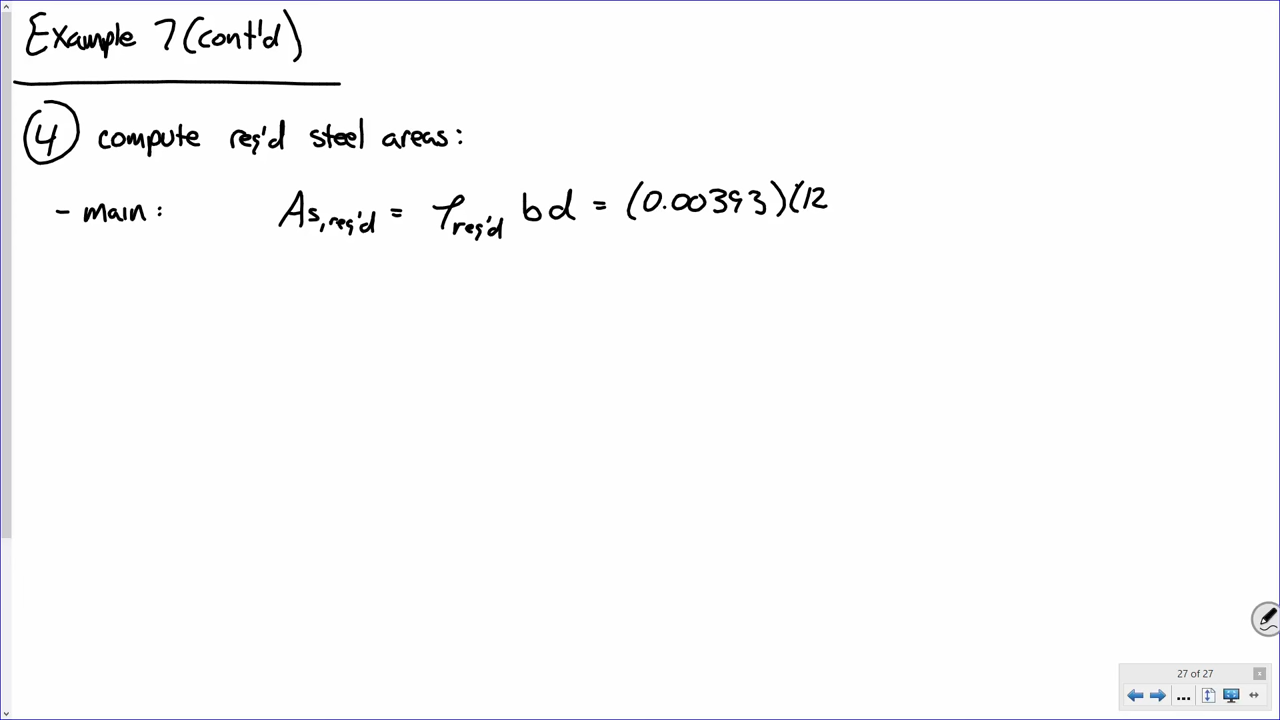 Example 7 (cont'd)
④ compute req'd steel areas:
- main: As,req'd = ρreq'd bd = (0.00393)(12
27 of 27